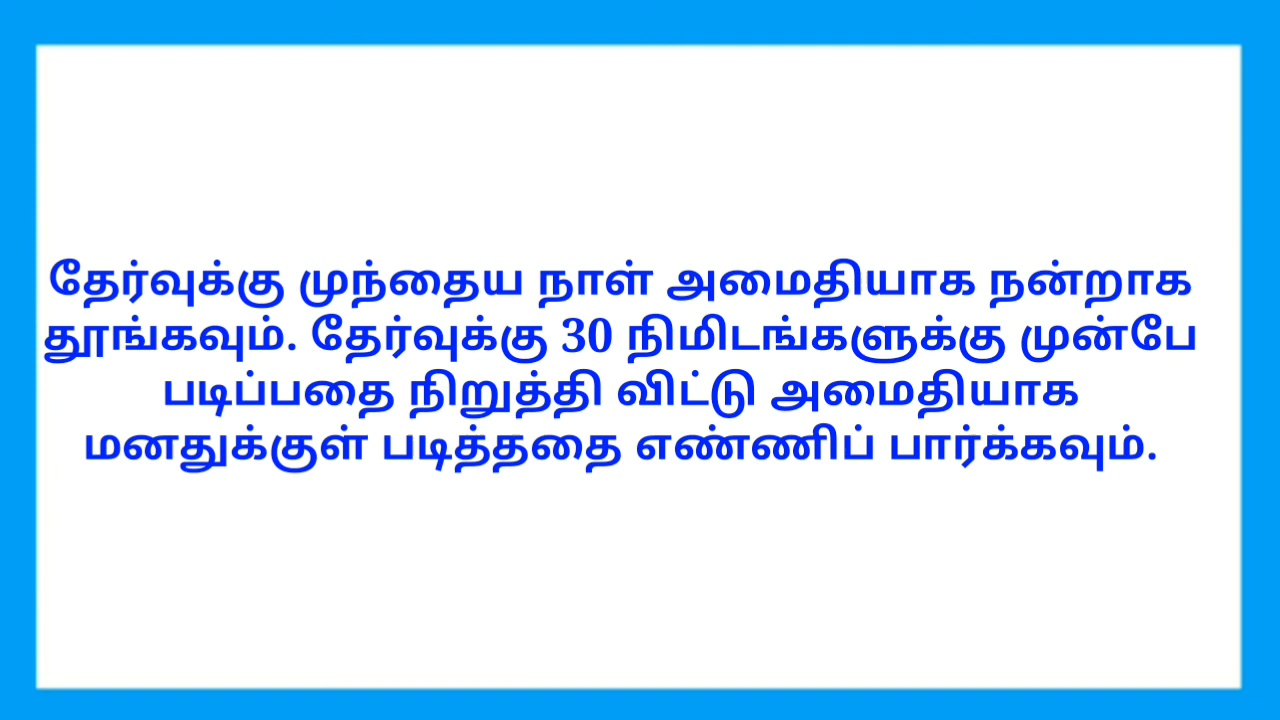 தேர்வுக்கு முந்தைய நாள் அமைதியாக நன்றாக
தூங்கவும். தேர்வுக்கு 30 நிமிடங்களுக்கு முன்பே
படிப்பதை நிறுத்தி விட்டு அமைதியாக
மனதுக்குள் படித்ததை எண்ணிப் பார்க்கவும்.